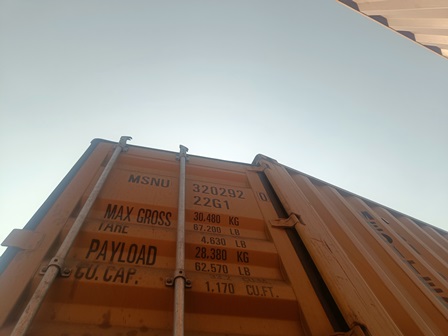 MSNU 320292 0
22G1
MAX GROSS 30.480 KG
67.200 LB
TARE
4.630 LB
PAYLOAD 28.380 KG
62.570 LB
CU. CAP.
1.170 CU.FT.